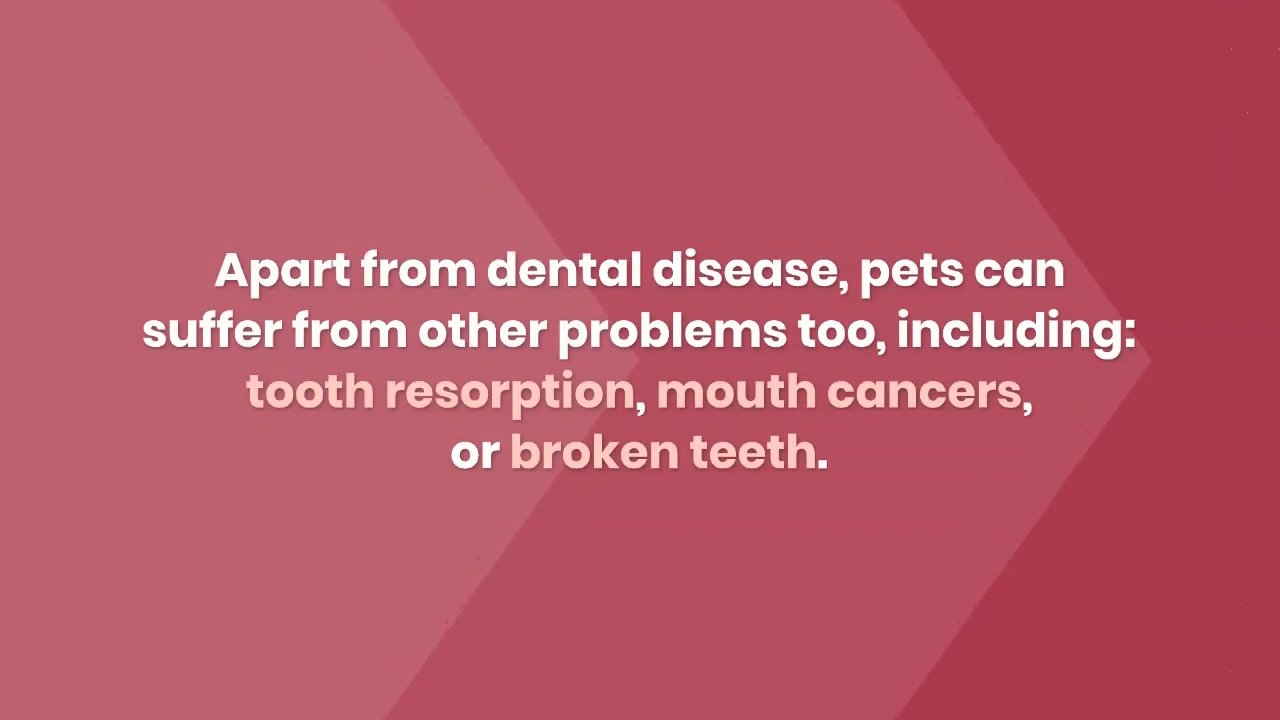 Apart from dental disease, pets can
suffer from other problems too, including:
tooth resorption, mouth cancers,
or broken teeth.